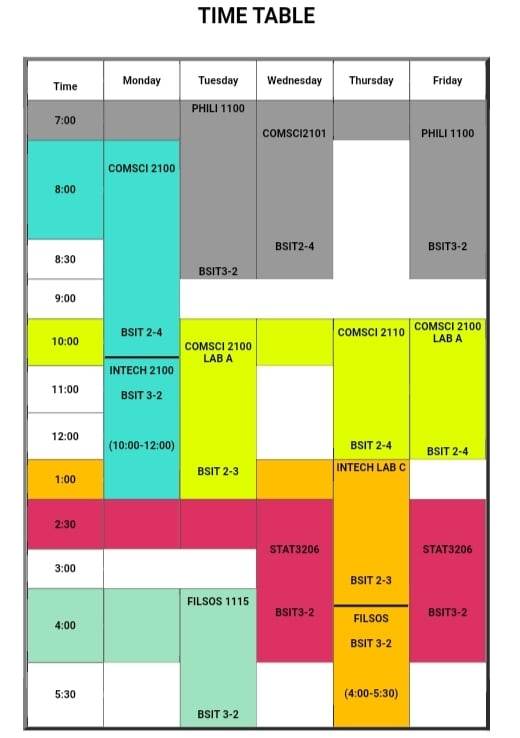 TIME TABLE
Time Monday Tuesday Wednesday Thursday Friday
7:00
PHILI 1100
COMSCI2101
PHILI 1100
COMSCI 2100
8:00
BSIT2-4
BSIT3-2
8:30
BSIT3-2
9:00
BSIT 2-4
10:00
COMSCI 2100
LAB A
COMSCI 2110
COMSCI 2100
LAB A
INTECH 2100
BSIT 3-2
11:00
12:00
(10:00-12:00)
BSIT 2-4
BSIT 2-4
1:00
BSIT 2-3
INTECH LAB C
2:30
STAT3206
STAT3206
3:00
BSIT 2-3
FILSOS 1115
BSIT3-2
FILSOS
BSIT3-2
4:00
BSIT 3-2
5:30
(4:00-5:30)
BSIT 3-2